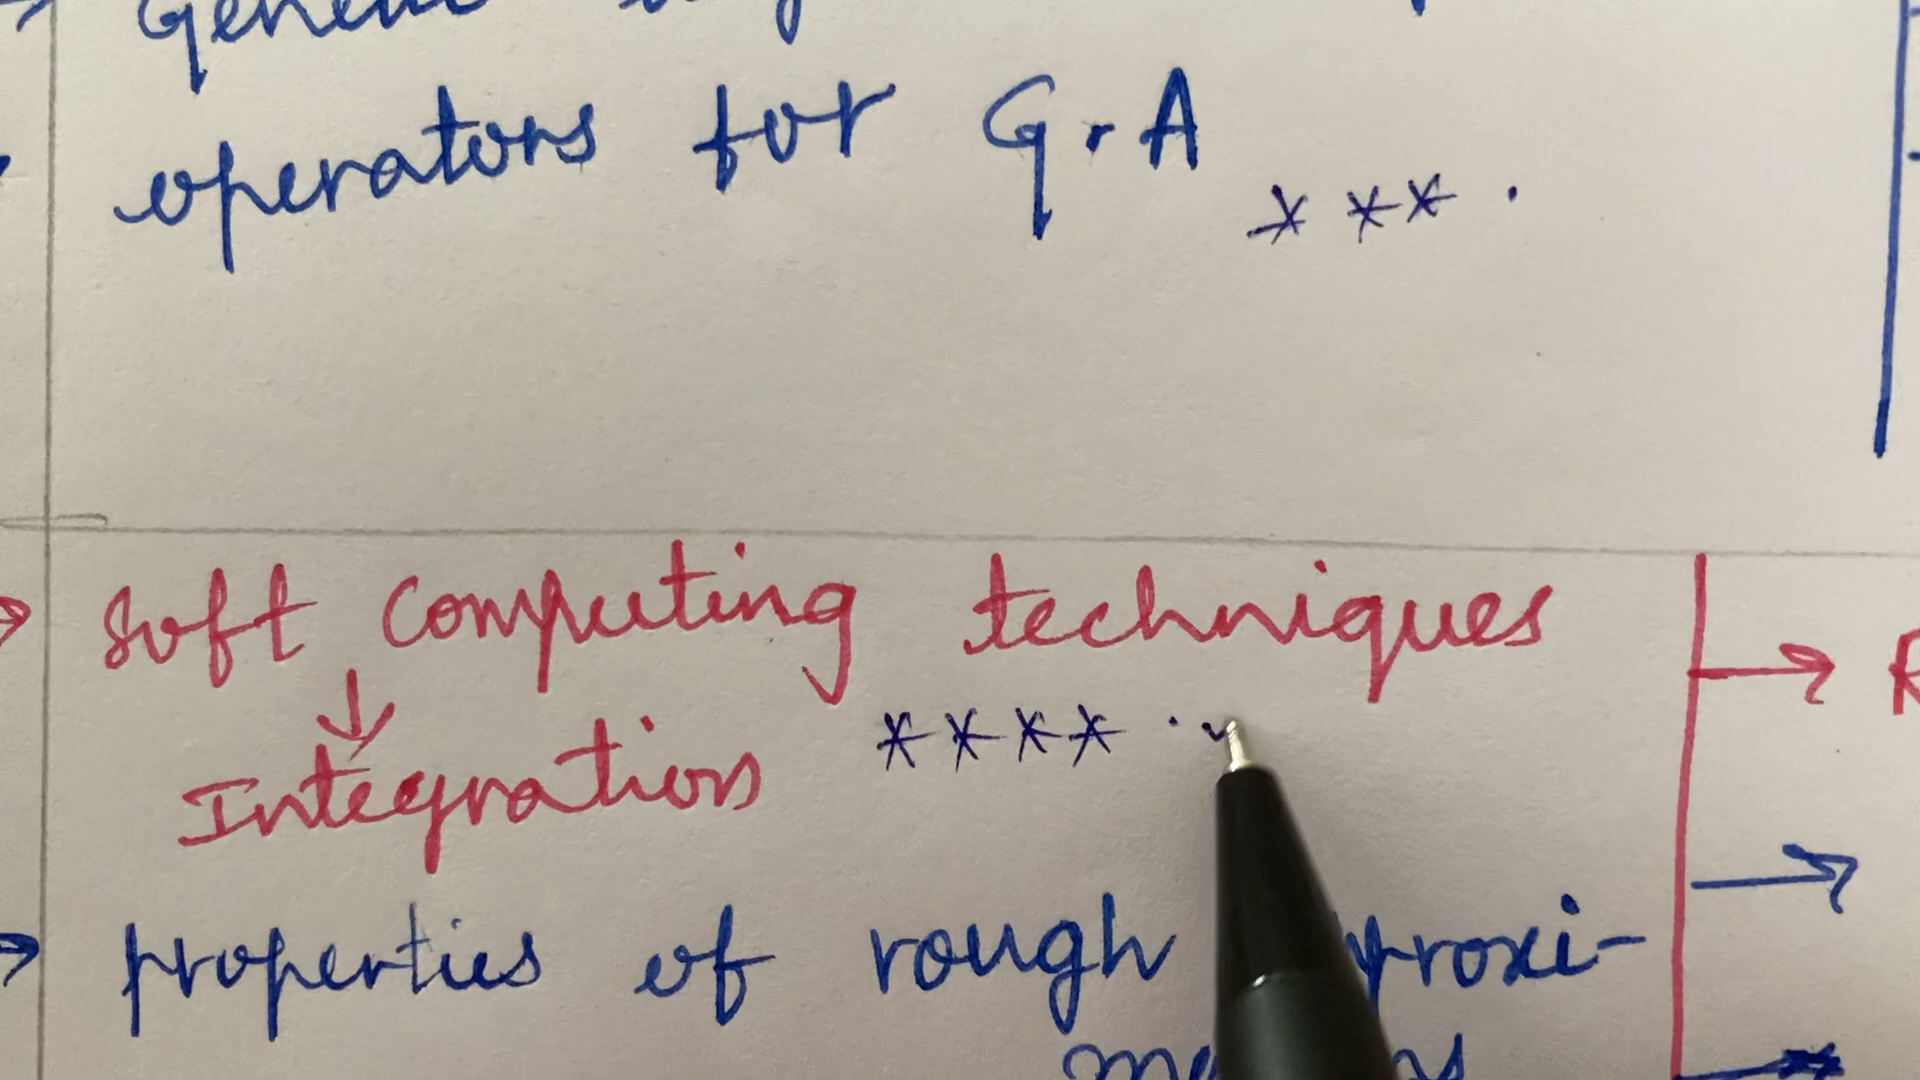 operators for G.A ***.
→ Soft Computing techniques
↓
Integration ****
→ properties of rough